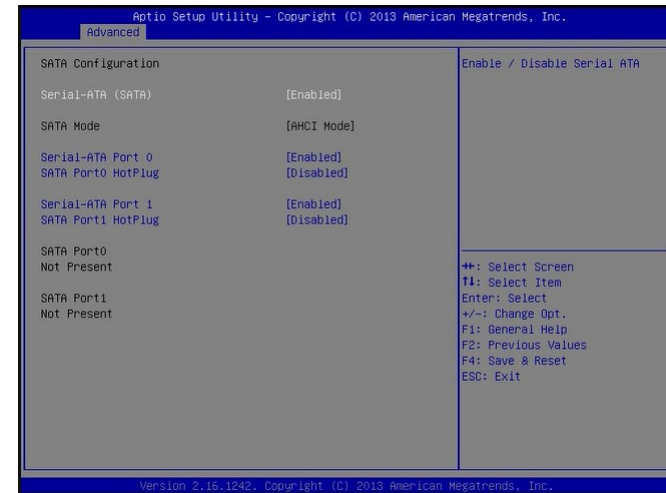 Aptio Setup Utility – Copyright (C) 2013 American Megatrends, Inc.
Advanced
SATA Configuration
Serial-ATA (SATA) [Enabled]
SATA Mode [AHCI Mode]
Serial-ATA Port 0 [Enabled]
SATA Port0 HotPlug [Disabled]
Serial-ATA Port 1 [Enabled]
SATA Port1 HotPlug [Disabled]
SATA Port0
Not Present
SATA Port1
Not Present
Enable / Disable Serial ATA
→←: Select Screen
↑↓: Select Item
Enter: Select
+/-: Change Opt.
F1: General Help
F2: Previous Values
F4: Save & Reset
ESC: Exit
Version 2.16.1242. Copyright (C) 2013 American Megatrends, Inc.